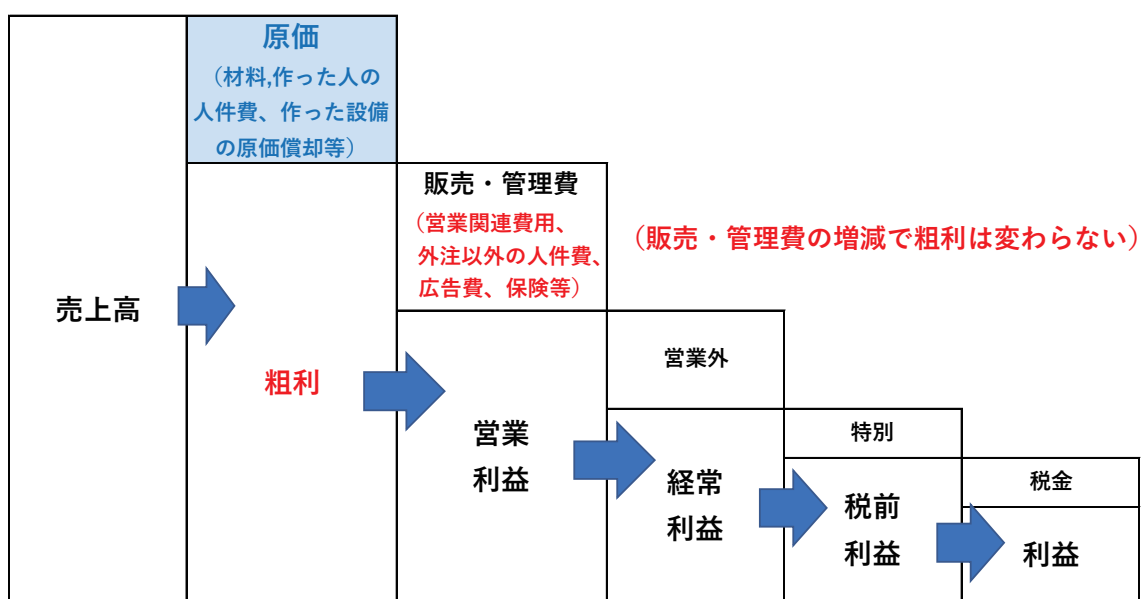 原価
（材料,作った人の
人件費、作った設備
の原価償却等）
販売・管理費
（営業関連費用、
外注以外の人件費、
広告費、保険等）
（販売・管理費の増減で粗利は変わらない）
売上高
粗利
営業外
営業
利益
特別
経常
利益
税金
税前
利益
利益